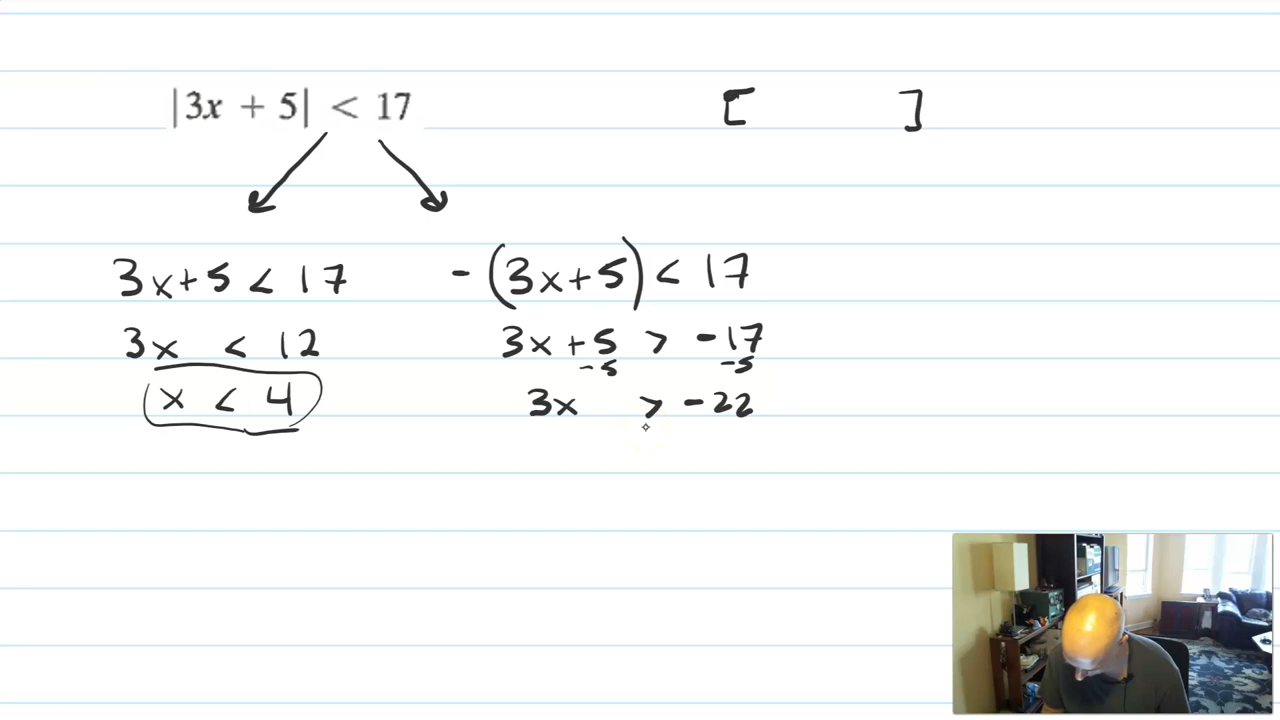 |3x + 5| < 17
[ ]
3x+5 < 17
-(3x+5) < 17
3x < 12
3x+5 > -17
-5 -5
x < 4
3x > -22